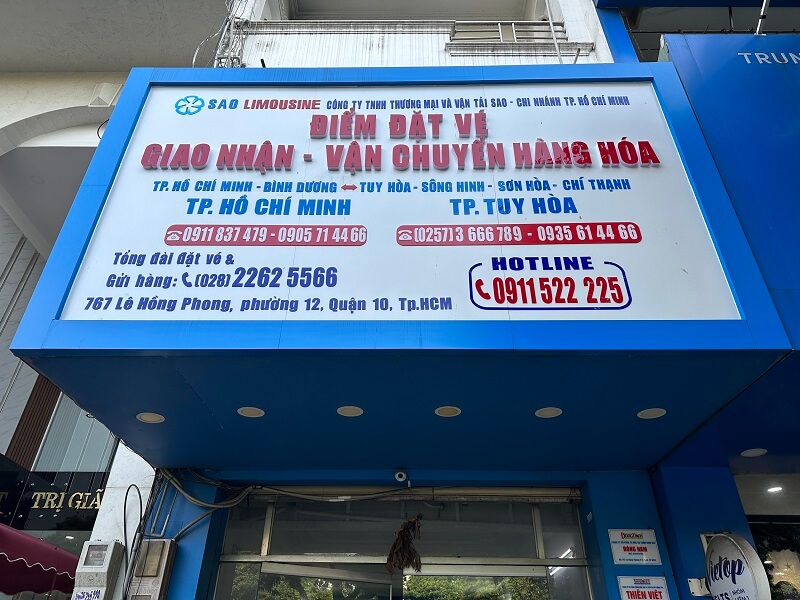 SAO LIMOUSINE CÔNG TY TNHH THƯƠNG MẠI VÀ VẬN TẢI SAO - CHI NHÁNH TP. HỒ CHÍ MINH
ĐIỂM ĐẶT VÉ
GIAO NHẬN - VẬN CHUYỂN HÀNG HÓA
TP. HỒ CHÍ MINH - BÌNH DƯƠNG ⟷ TUY HÒA - SÔNG HINH - SƠN HÒA - CHÍ THẠNH
TP. HỒ CHÍ MINH TP. TUY HÒA
0911 837 479 - 0905 71 44 66 (0257) 3 666 789 - 0935 61 44 66
Tổng đài đặt vé &
Gửi hàng: (028) 2262 5566
HOTLINE
0911 522 225
767 Lê Hồng Phong, phường 12, Quận 10, Tp.HCM
TRUN
TRỊ GIÁ
ĐÔNG NAM
THIÊN VIỆT